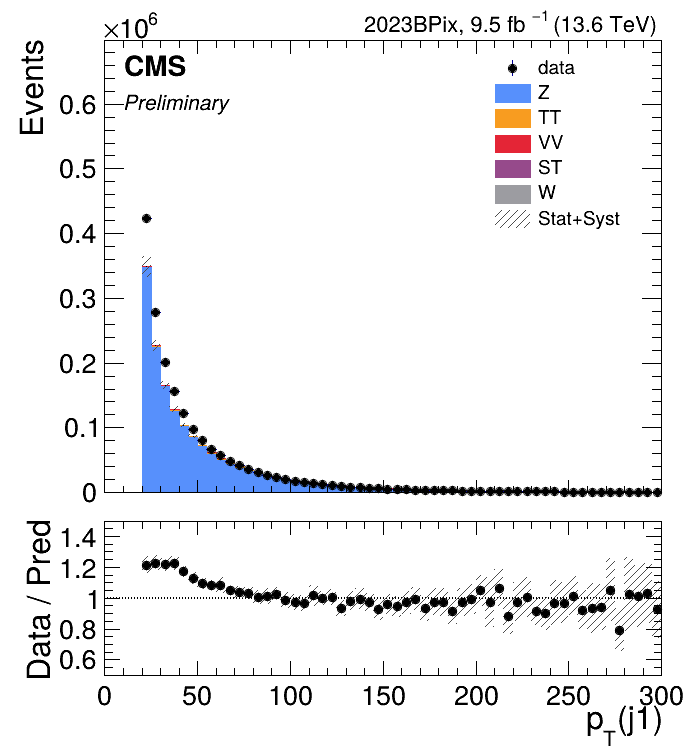 ×10⁶ 2023BPix, 9.5 fb ⁻¹ (13.6 TeV)
CMS
Preliminary
Events
data
Z
TT
VV
ST
W
Stat+Syst
0.6
0.5
0.4
0.3
0.2
0.1
0
Data / Pred
1.4
1.2
1
0.8
0.6
0 50 100 150 200 250 300
p_T(j1)